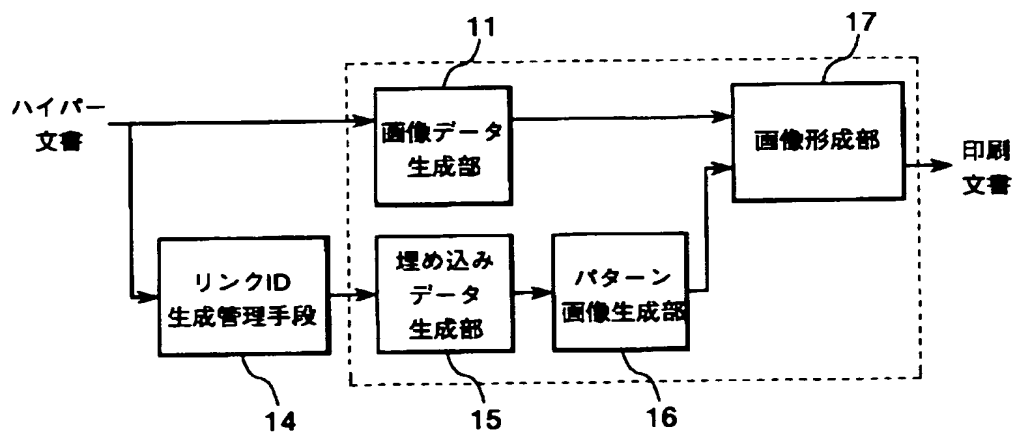 11
17
ハイパー
文書
画像データ
生成部
画像形成部
印刷
文書
リンクID
生成管理手段
埋め込み
データ
生成部
パターン
画像生成部
14
15
16